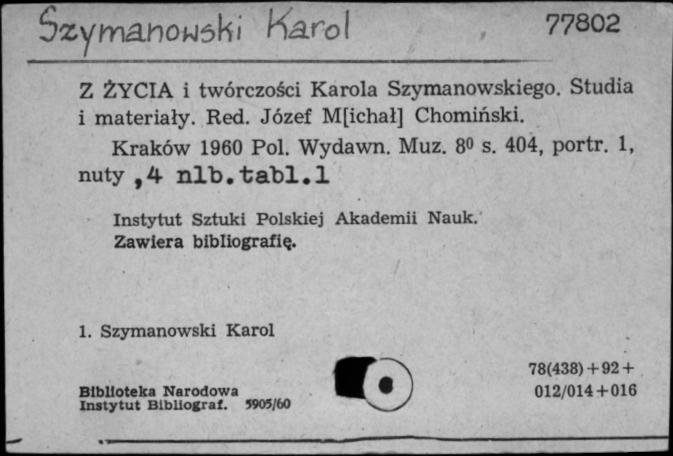 Szymanowski Karol 77802
Z ŻYCIA i twórczości Karola Szymanowskiego. Studia
i materiały. Red. Józef M[ichał] Chomiński.
Kraków 1960 Pol. Wydawn. Muz. 8⁰ s. 404, portr. 1,
nuty ,4 nlb.tabl.1
Instytut Sztuki Polskiej Akademii Nauk.
Zawiera bibliografię.
1. Szymanowski Karol
78(438)+92+
Biblioteka Narodowa 012/014+016
Instytut Bibliograf. 5905/60